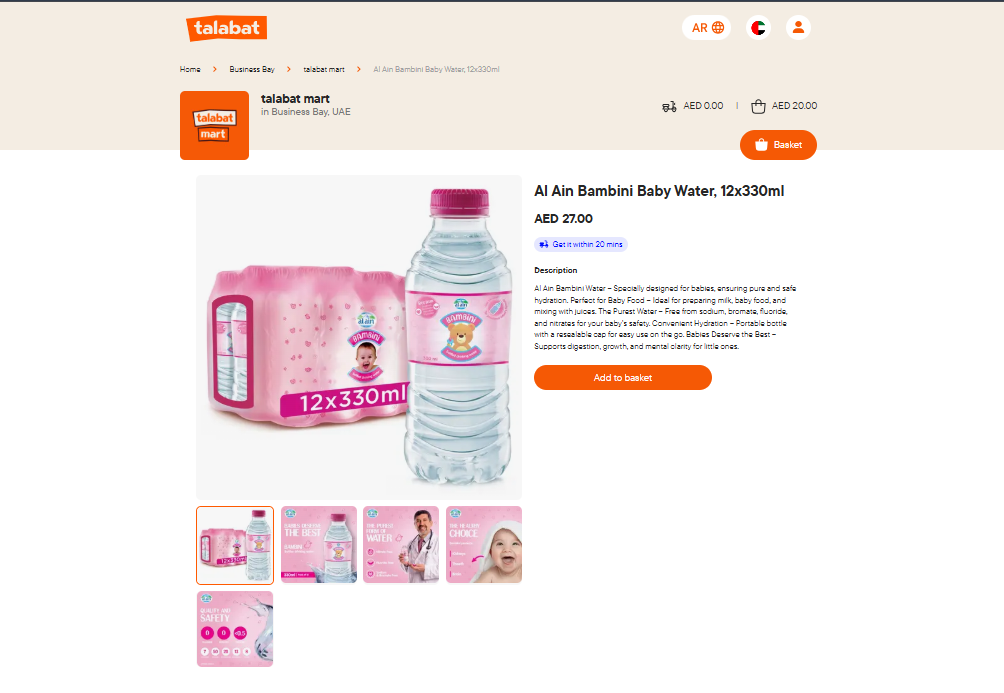 talabat
AR
Home > Business Bay > talabat mart > Al Ain Bambini Baby Water, 12x330ml
talabat mart
in Business Bay, UAE
talabat
mart
AED 0.00
AED 20.00
Basket
Al Ain Bambini Baby Water, 12x330ml
AED 27.00
Get it within 20 mins
Description
Al Ain Bambini Water – Specially designed for babies, ensuring pure and safe
hydration. Perfect for Baby Food – Ideal for preparing milk, baby food, and
mixing with juices. The Purest Water – Free from sodium, bromate, fluoride,
and nitrates for your baby's safety. Convenient Hydration – Portable bottle
with a resealable cap for easy use on the go. Babies Deserve the Best –
Supports digestion, growth, and mental clarity for little ones.
Add to basket
al ain
BAMBINI
12x330ml
al ain
BAMBINI
BABIES DESERVE
THE BEST
BAMBINI
THE PUREST
FORM OF
WATER
THE HEALTHY
CHOICE
QUALITY AND
SAFETY
0 0 <0.5